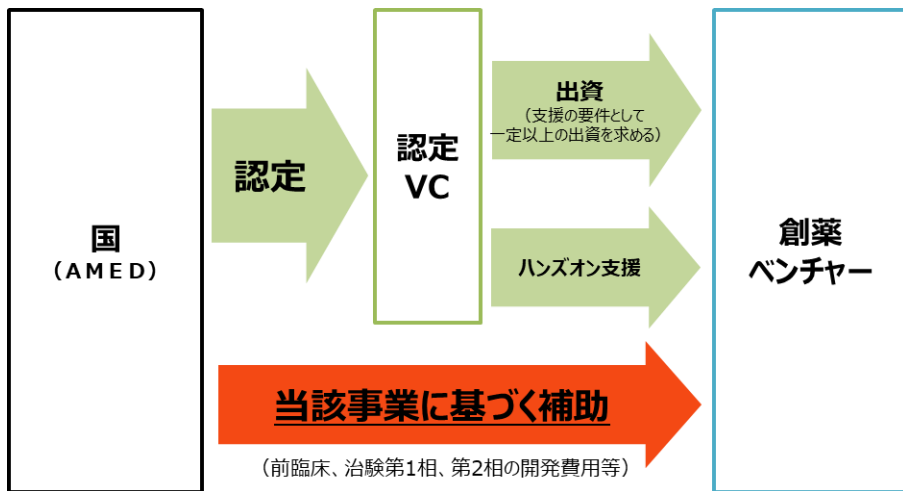 国
(AMED)
認定
認定
VC
出資
(支援の要件として
一定以上の出資を求める)
ハンズオン支援
創薬
ベンチャー
当該事業に基づく補助
(前臨床、治験第1相、第2相の開発費用等)